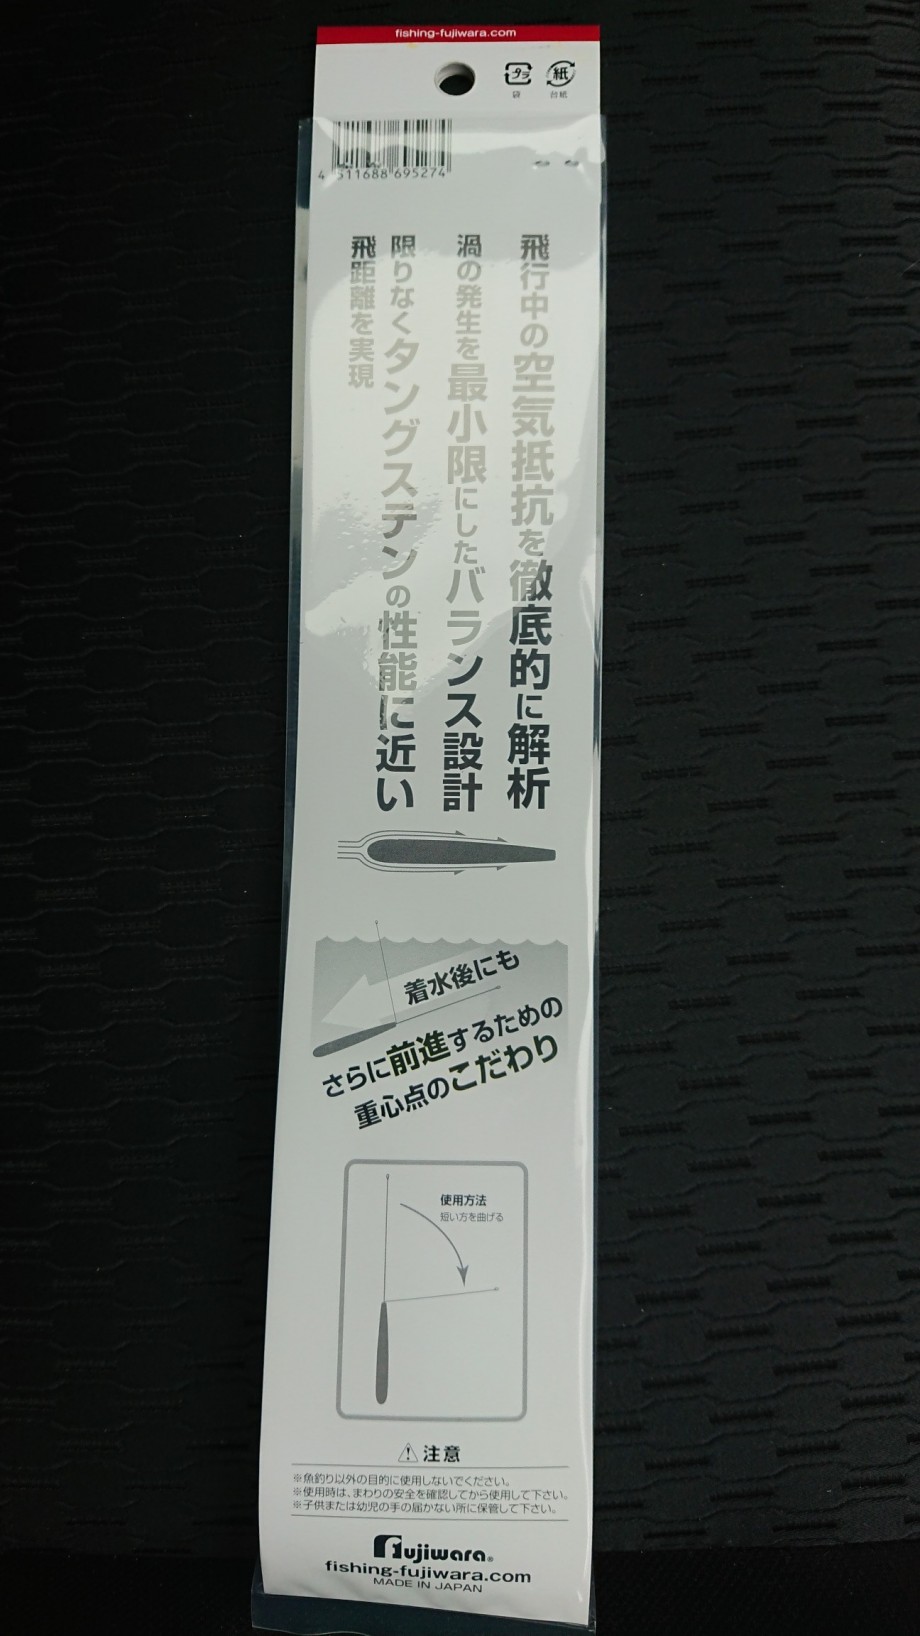 fishing-fujiwara.com
プラ
紙
袋
台紙
4 511688 695274
飛行中の空気抵抗を徹底的に解析
渦の発生を最小限にしたバランス設計
限りなくタングステンの性能に近い
飛距離を実現
着水後にも
さらに前進するための
重心点のこだわり
使用方法
短い方を曲げる
注意
※魚釣り以外の目的に使用しないでください。
※使用時は、まわりの安全を確認してから使用して下さい。
※子供または幼児の手の届かない所に保管して下さい。
Fujiwara®
fishing-fujiwara.com
MADE IN JAPAN